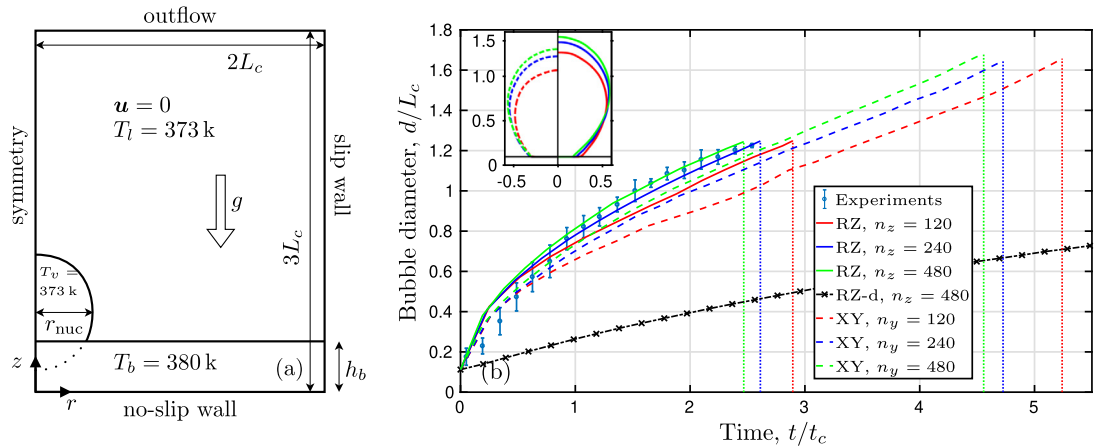 outflow
2L_c
u = 0
T_l = 373 k
symmetry
slip wall
g
3L_c
T_v =
373 k
r_nuc
T_b = 380 k
(a)
h_b
z
r
no-slip wall
Bubble diameter, d/L_c
1.8
1.6
1.4
1.2
1
0.8
0.6
0.4
0.2
0
1.5
1.0
0.5
0
-0.5
0
0.5
Experiments
RZ, n_z = 120
RZ, n_z = 240
RZ, n_z = 480
RZ-d, n_z = 480
XY, n_y = 120
XY, n_y = 240
XY, n_y = 480
(b)
0 1 2 3 4 5
Time, t/t_c